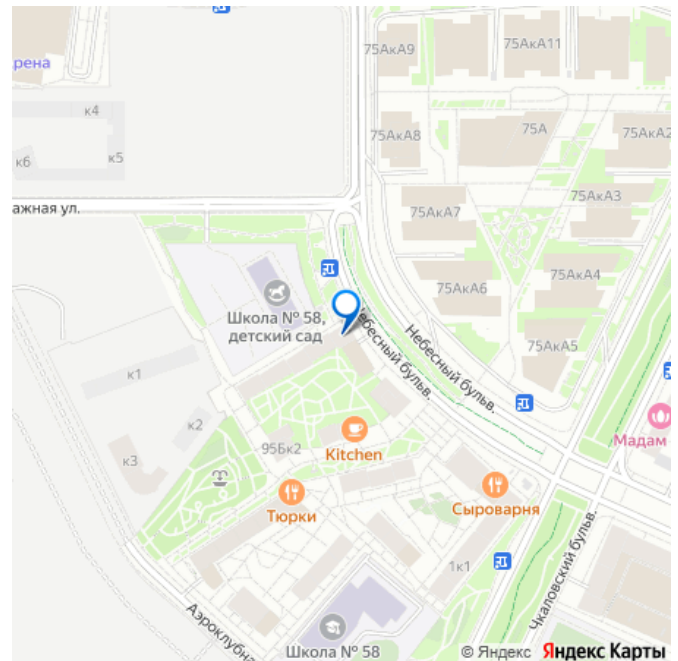 75АкА9
75АкА11
рена
к4
75АкА8
75А
75АкА2
к6
к5
ажная ул.
75АкА7
75АкА3
75АкА6
75АкА4
Школа № 58,
детский сад
Небесный бульв.
Небесный бульв.
75АкА5
к1
к2
95Бк2
Kitchen
Мадам
к3
Тюрки
Сыроварня
1к1
Чкаловский бульв.
Аэроклубна
Школа № 58
© Яндекс Яндекс Карты